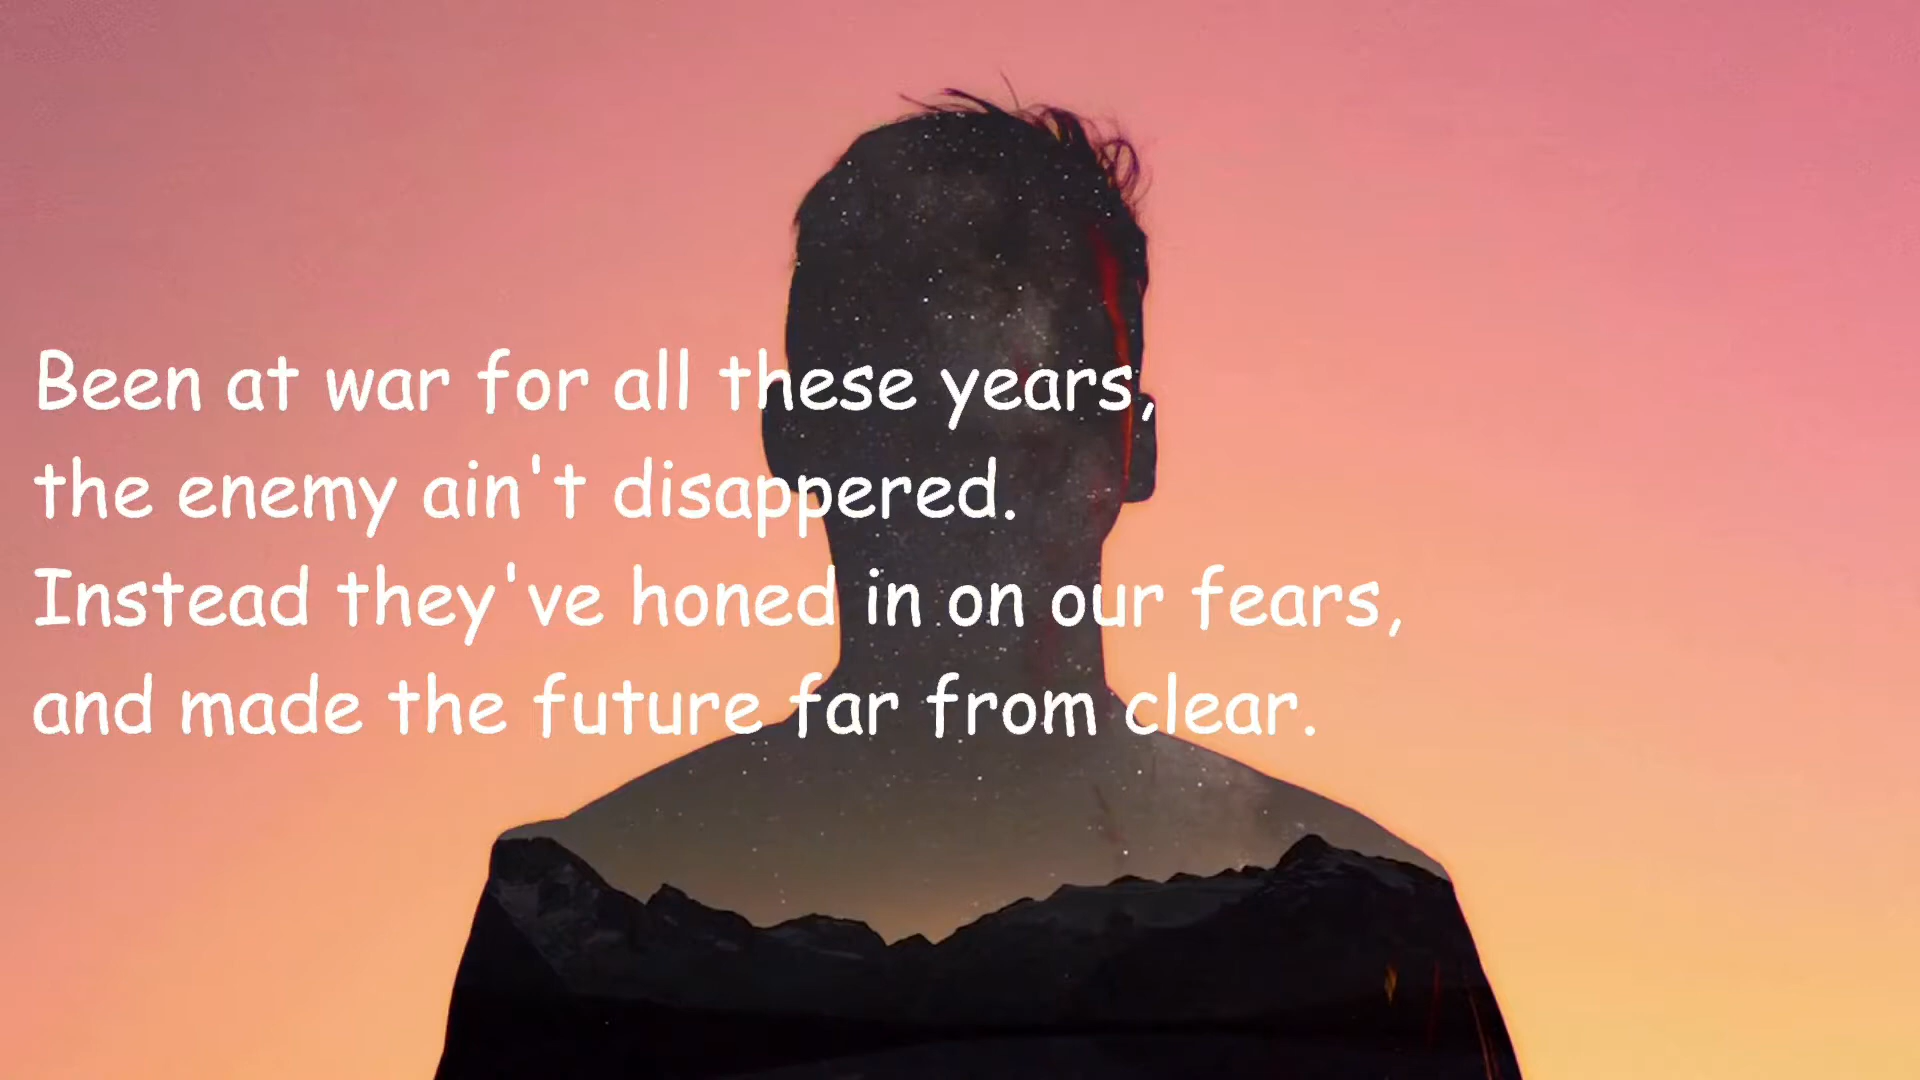 Been at war for all these years,
the enemy ain't disappered.
Instead they've honed in on our fears,
and made the future far from clear.